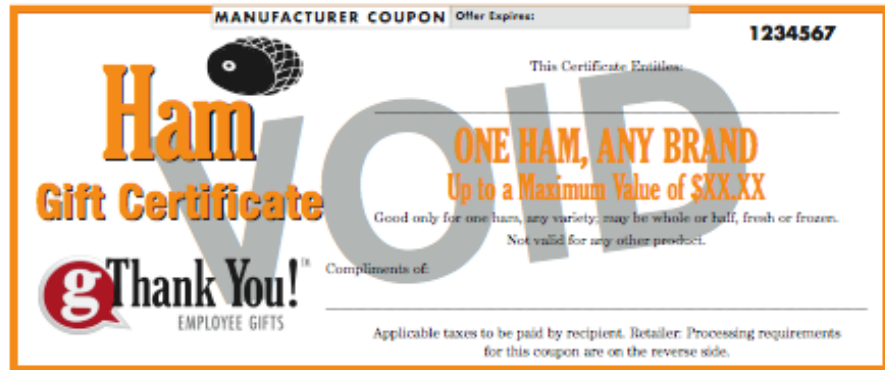 MANUFACTURER COUPON Offer Expires:
1234567
Ham
Gift Certificate
gThank You!™
EMPLOYEE GIFTS
This Certificate Entitles:
ONE HAM, ANY BRAND
Up to a Maximum Value of $XX.XX
Good only for one ham, any variety; may be whole or half, fresh or frozen.
Not valid for any other product.
Compliments of:
Applicable taxes to be paid by recipient. Retailer: Processing requirements
for this coupon are on the reverse side.
VOID